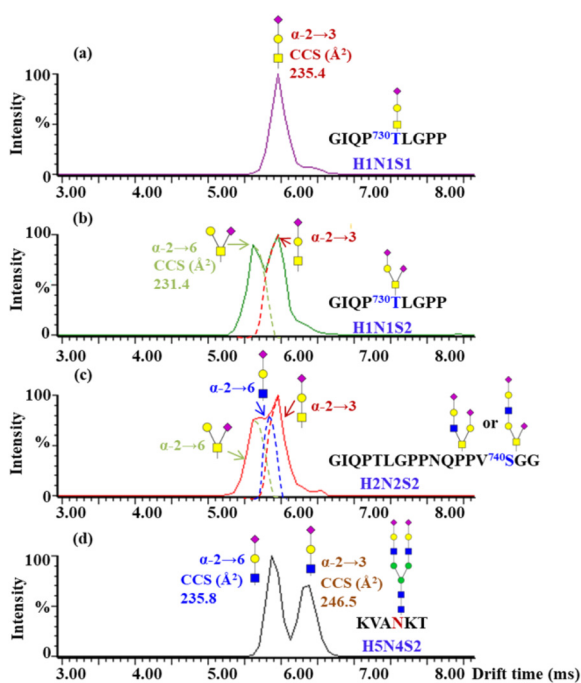 (a)
α-2→3
CCS (Å²)
235.4
Intensity
100
%
0
GIQP⁷³⁰TLGPP
H1N1S1
3.00 4.00 5.00 6.00 7.00 8.00
(b)
α-2→6
CCS (Å²)
231.4
α-2→3
Intensity
100
%
0
GIQP⁷³⁰TLGPP
H1N1S2
3.00 4.00 5.00 6.00 7.00 8.00
(c)
α-2→6
α-2→3
α-2→6
or
Intensity
100
%
0
GIQPTLGPPNQPPV⁷⁴⁰SGG
H2N2S2
3.00 4.00 5.00 6.00 7.00 8.00
(d)
α-2→6
CCS (Å²)
235.8
α-2→3
CCS (Å²)
246.5
Intensity
100
%
0
KVANKT
H5N4S2
3.00 4.00 5.00 6.00 7.00 8.00 Drift time (ms)